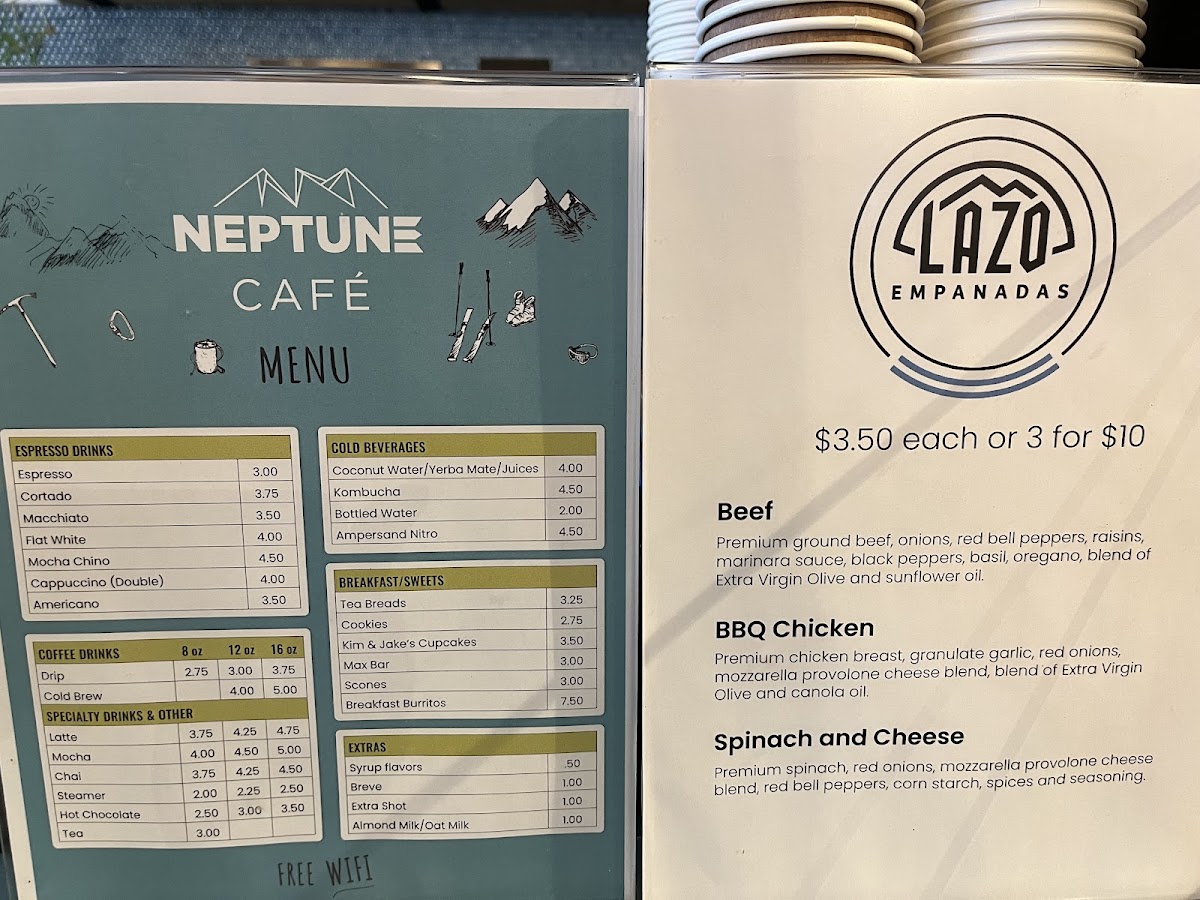 NEPTUNE
CAFÉ
MENU
ESPRESSO DRINKS
Espresso 3.00
Cortado 3.75
Macchiato 3.50
Flat White 4.00
Mocha Chino 4.50
Cappuccino (Double) 4.00
Americano 3.50
COFFEE DRINKS 8 oz 12 oz 16 oz
Drip 2.75 3.00 3.75
Cold Brew 4.00 5.00
SPECIALTY DRINKS & OTHER
Latte 3.75 4.25 4.75
Mocha 4.00 4.50 5.00
Chai 3.75 4.25 4.50
Steamer 2.00 2.25 2.50
Hot Chocolate 2.50 3.00 3.50
Tea 3.00
COLD BEVERAGES
Coconut Water/Yerba Mate/Juices 4.00
Kombucha 4.50
Bottled Water 2.00
Ampersand Nitro 4.50
BREAKFAST/SWEETS
Tea Breads 3.25
Cookies 2.75
Kim & Jake's Cupcakes 3.50
Max Bar 3.00
Scones 3.00
Breakfast Burritos 7.50
EXTRAS
Syrup flavors .50
Breve 1.00
Extra Shot 1.00
Almond Milk/Oat Milk 1.00
FREE WIFI
LAZO
EMPANADAS
$3.50 each or 3 for $10
Beef
Premium ground beef, onions, red bell peppers, raisins,
marinara sauce, black peppers, basil, oregano, blend of
Extra Virgin Olive and sunflower oil.
BBQ Chicken
Premium chicken breast, granulate garlic, red onions,
mozzarella provolone cheese blend, blend of Extra Virgin
Olive and canola oil.
Spinach and Cheese
Premium spinach, red onions, mozzarella provolone cheese
blend, red bell peppers, corn starch, spices and seasoning.